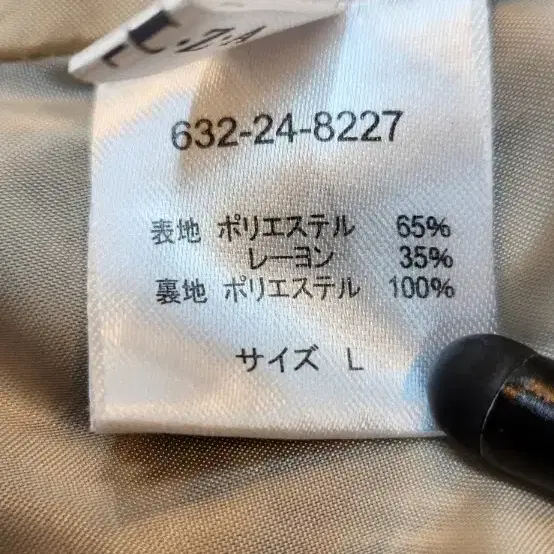 632-24-8227
表地 ポリエステル 65%
レーヨン 35%
裏地 ポリエステル 100%
サイズ L